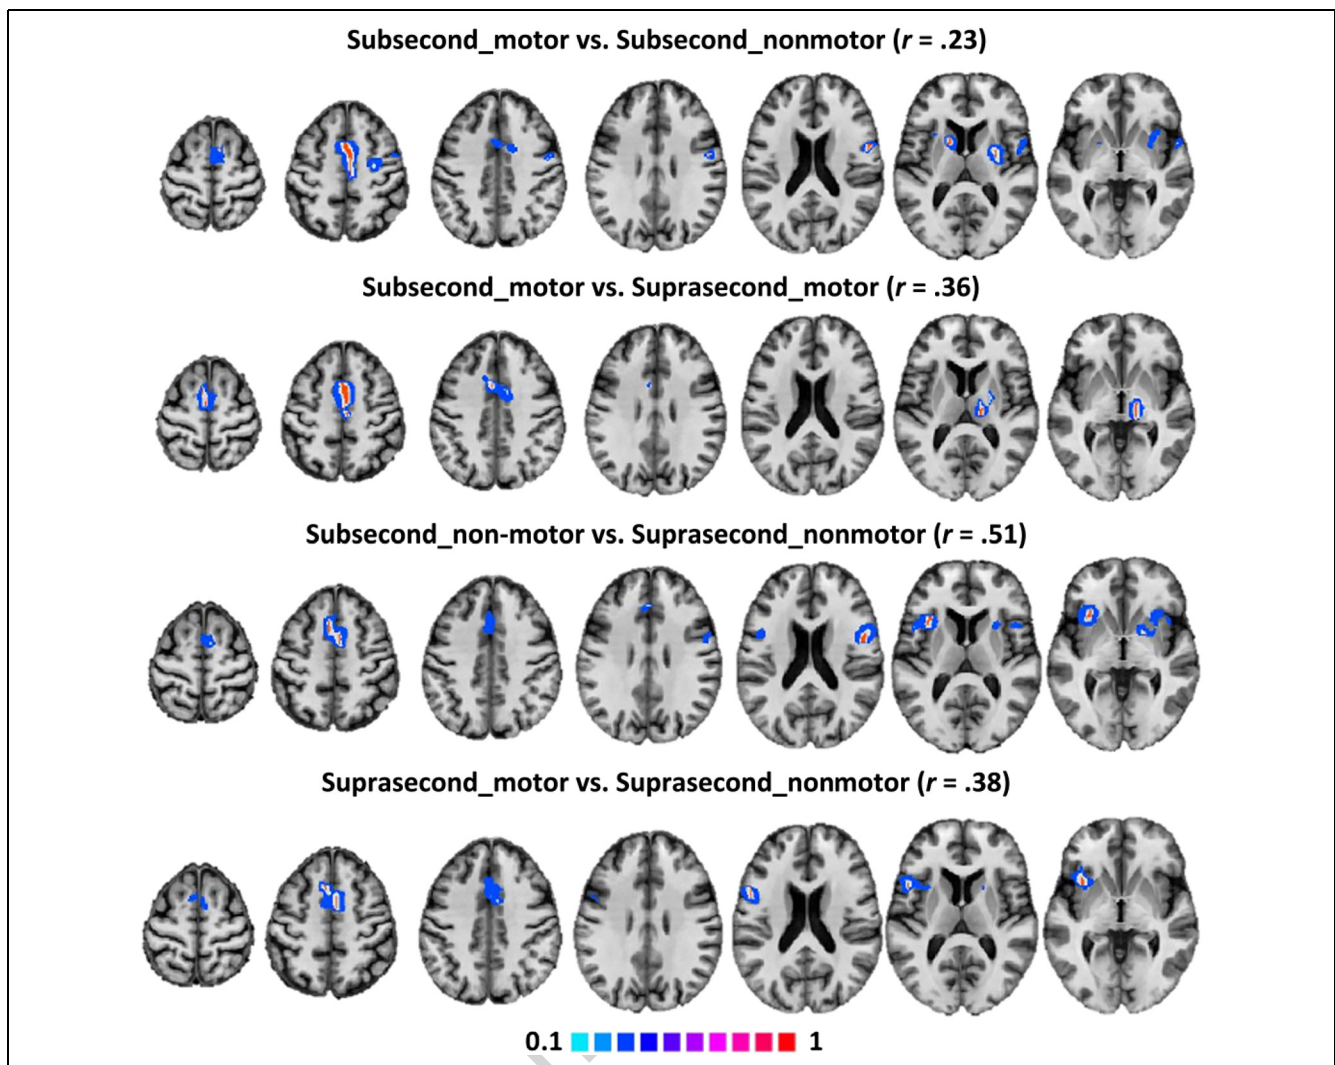 Subsecond_motor vs. Subsecond_nonmotor (r = .23)
Subsecond_motor vs. Suprasecond_motor (r = .36)
Subsecond_non-motor vs. Suprasecond_nonmotor (r = .51)
Suprasecond_motor vs. Suprasecond_nonmotor (r = .38)
0.1 1